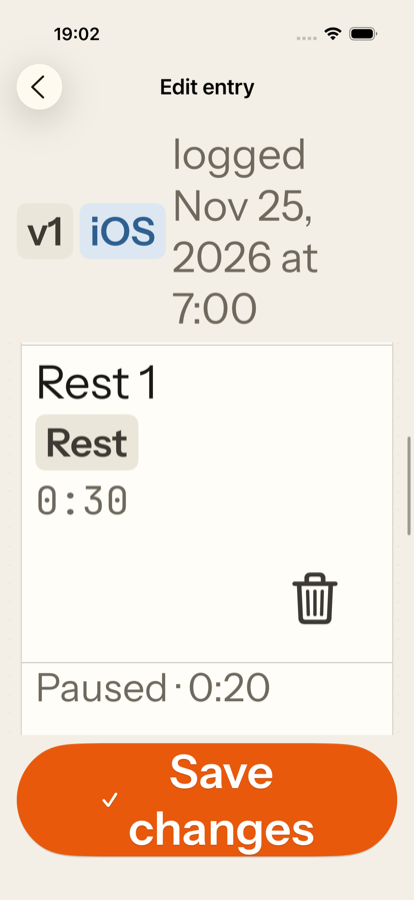 19:02
Edit entry
v1 iOS
logged
Nov 25,
2026 at
7:00
Rest 1
Rest
0:30
Paused · 0:20
Save
changes